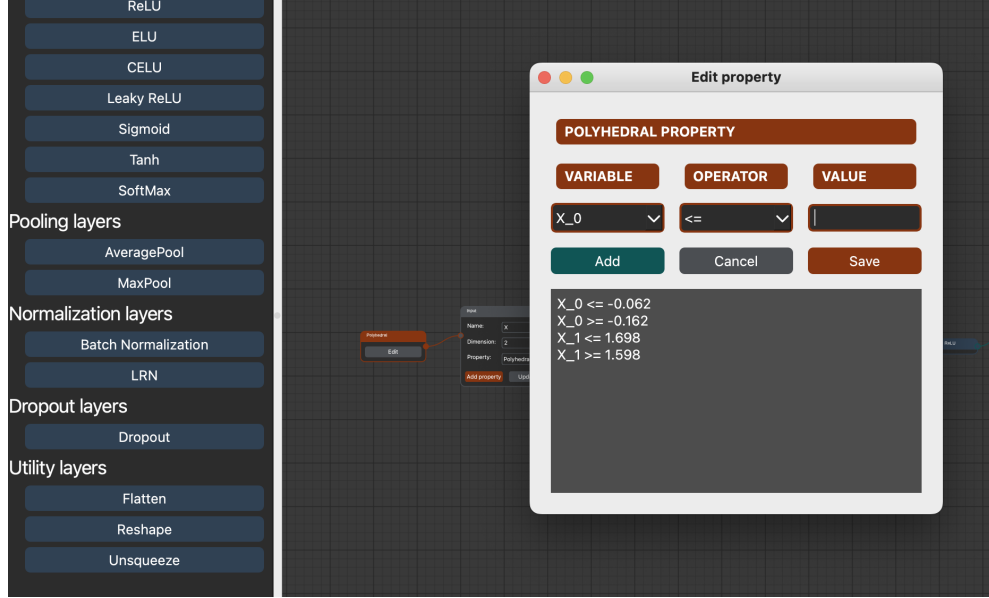 ReLU
ELU
CELU
Leaky ReLU
Sigmoid
Tanh
SoftMax
Pooling layers
AveragePool
MaxPool
Normalization layers
Batch Normalization
LRN
Dropout layers
Dropout
Utility layers
Flatten
Reshape
Unsqueeze
Polyhedral
Edit
Input
Name: X
Dimension: 2
Property: Polyhedra
Add property Upd
Edit property
POLYHEDRAL PROPERTY
VARIABLE OPERATOR VALUE
X_0 <=
Add Cancel Save
X_0 <= -0.062
X_0 >= -0.162
X_1 <= 1.698
X_1 >= 1.598
ReLU